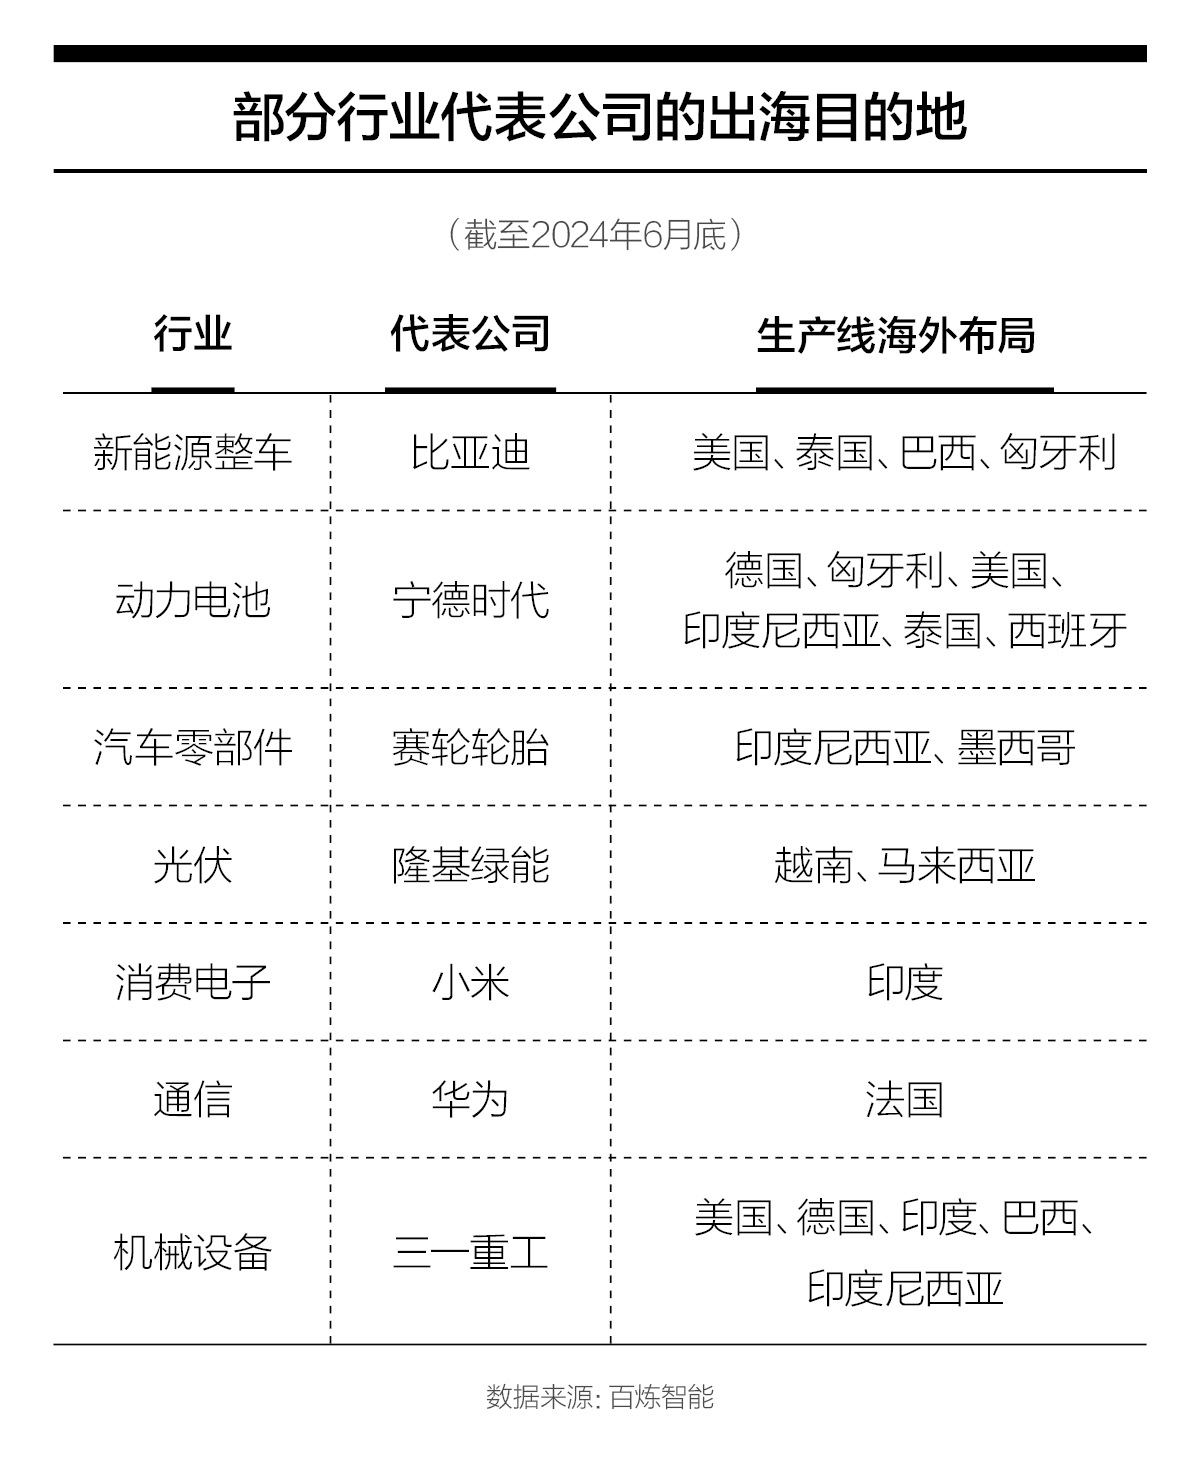 部分行业代表公司的出海目的地
（截至2024年6月底）
行业 代表公司 生产线海外布局
新能源整车 比亚迪 美国、泰国、巴西、匈牙利
动力电池 宁德时代 德国、匈牙利、美国、
印度尼西亚、泰国、西班牙
汽车零部件 赛轮轮胎 印度尼西亚、墨西哥
光伏 隆基绿能 越南、马来西亚
消费电子 小米 印度
通信 华为 法国
机械设备 三一重工 美国、德国、印度、巴西、
印度尼西亚
数据来源：百炼智能